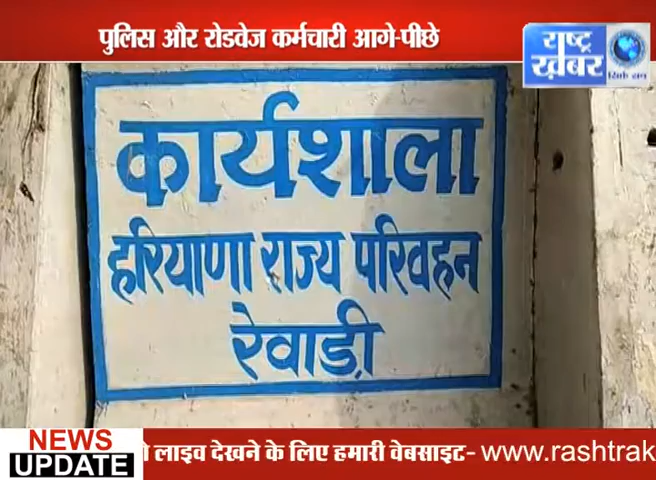 पुलिस और रोडवेज कर्मचारी आगे-पीछे
राष्ट्र
ख़बर
सिर्फ सच
कार्यशाला
हरियाणा राज्य परिवहन
रेवाड़ी
NEWS
UPDATE
लाइव देखने के लिए हमारी वेबसाइट- www.rashtrak